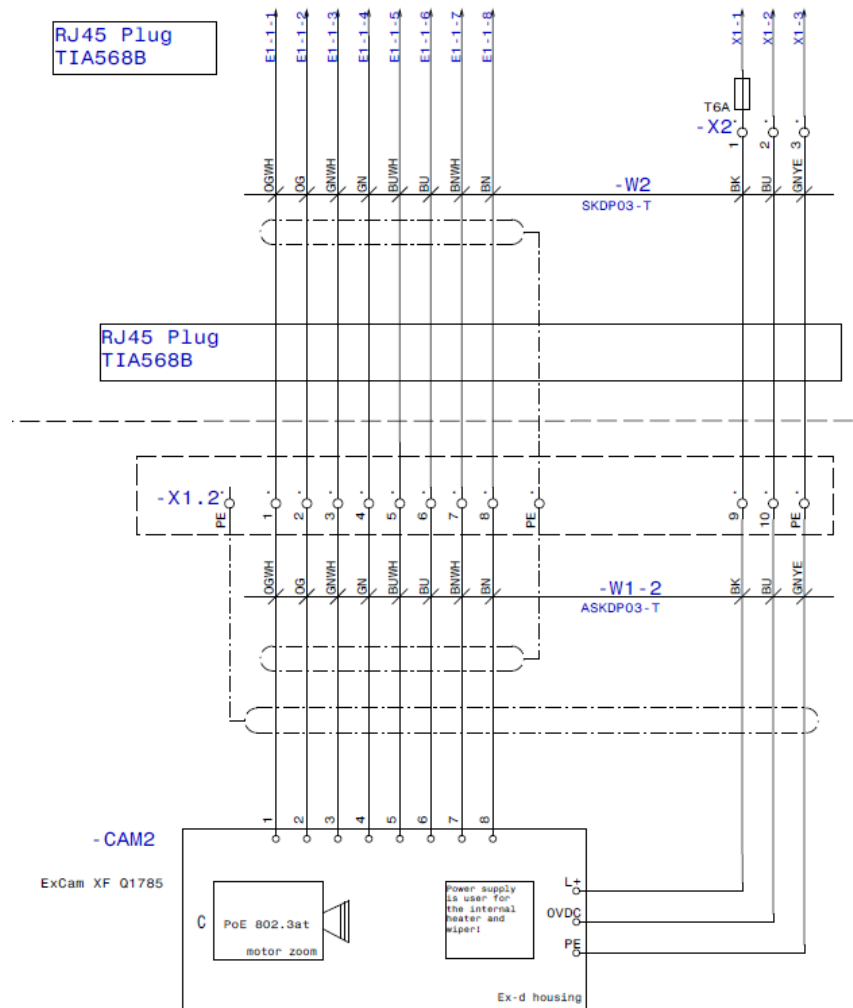 RJ45 Plug
TIA568B
E1-1-1
E1-1-2
E1-1-3
E1-1-4
E1-1-5
E1-1-6
E1-1-7
E1-1-8
X1-1
X1-2
X1-3
T6A
-X2
1
2
3
OGWH
OG
GNWH
GN
BUWH
BU
BNWH
BN
-W2
SKDP03-T
BK
BU
GNYE
RJ45 Plug
TIA568B
-X1.2
PE
1
2
3
4
5
6
7
8
PE
9
10
PE
OGWH
OG
GNWH
GN
BUWH
BU
BNWH
BN
-W1-2
ASKDP03-T
BK
BU
GNYE
1
2
3
4
5
6
7
8
-CAM2
ExCam XF Q1785
C
PoE 802.3at
motor zoom
Power supply
is user for
the internal
heater and
wiper!
L+
0VDC
PE
Ex-d housing